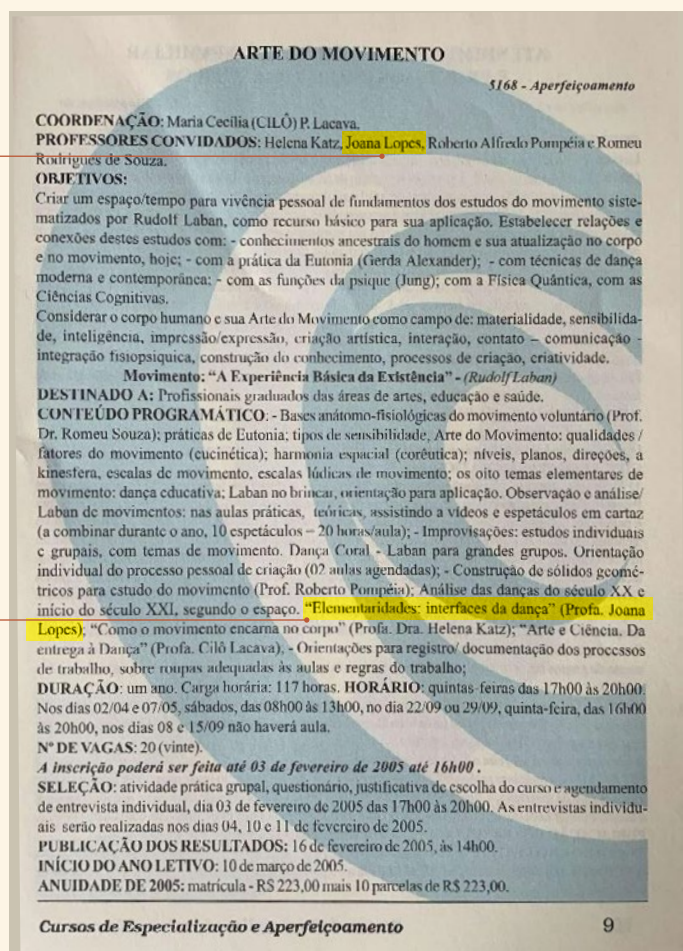 ARTE DO MOVIMENTO
5168 - Aperfeiçoamento
COORDENAÇÃO: Maria Cecília (CILÔ) P. Lacava.
PROFESSORES CONVIDADOS: Helena Katz, Joana Lopes, Roberto Alfredo Pompéia e Romeu
Rodrigues de Souza.
OBJETIVOS:
Criar um espaço/tempo para vivência pessoal de fundamentos dos estudos do movimento siste-
matizados por Rudolf Laban, como recurso básico para sua aplicação. Estabelecer relações e
conexões destes estudos com: - conhecimentos ancestrais do homem e sua atualização no corpo
e no movimento, hoje; - com a prática da Eutonia (Gerda Alexander); - com técnicas de dança
moderna e contemporânea; - com as funções da psique (Jung); com a Física Quântica, com as
Ciências Cognitivas.
Considerar o corpo humano e sua Arte do Movimento como campo de: materialidade, sensibilida-
de, inteligência, impressão/expressão, criação artística, interação, contato – comunicação -
integração fisiopsiquica, construção do conhecimento, processos de criação, criatividade.
Movimento: “A Experiência Básica da Existência” - (Rudolf Laban)
DESTINADO A: Profissionais graduados das áreas de artes, educação e saúde.
CONTEÚDO PROGRAMÁTICO: - Bases anátomo-fisiológicas do movimento voluntário (Prof.
Dr. Romeu Souza); práticas de Eutonia; tipos de sensibilidade, Arte do Movimento: qualidades /
fatores do movimento (eucinética); harmonia espacial (corêutica); níveis, planos, direções, a
kinesfera, escalas de movimento, escalas lúdicas de movimento; os oito temas elementares de
movimento: dança educativa; Laban no brincar, orientação para aplicação. Observação e análise/
Laban de movimentos: nas aulas práticas, teóricas, assistindo a vídeos e espetáculos em cartaz
(a combinar durante o ano, 10 espetáculos – 20 horas/aula); - Improvisações: estudos individuais
e grupais, com temas de movimento. Dança Coral - Laban para grandes grupos. Orientação
individual do processo pessoal de criação (02 aulas agendadas); - Construção de sólidos geomé-
tricos para estudo do movimento (Prof. Roberto Pompéia); Análise das danças do século XX e
início do século XXI, segundo o espaço. “Elementaridades: interfaces da dança” (Profa. Joana
Lopes); “Como o movimento encarna no corpo” (Profa. Dra. Helena Katz); “Arte e Ciência. Da
entrega à Dança” (Profa. Cilô Lacava). - Orientações para registro/ documentação dos processos
de trabalho, sobre roupas adequadas às aulas e regras do trabalho;
DURAÇÃO: um ano. Carga horária: 117 horas. HORÁRIO: quintas-feiras das 17h00 às 20h00.
Nos dias 02/04 e 07/05, sábados, das 08h00 às 13h00, no dia 22/09 ou 29/09, quinta-feira, das 16h00
às 20h00, nos dias 08 e 15/09 não haverá aula.
Nº DE VAGAS: 20 (vinte).
A inscrição poderá ser feita até 03 de fevereiro de 2005 até 16h00 .
SELEÇÃO: atividade prática grupal, questionário, justificativa de escolha do curso e agendamento
de entrevista individual, dia 03 de fevereiro de 2005 das 17h00 às 20h00. As entrevistas individu-
ais serão realizadas nos dias 04, 10 e 11 de fevereiro de 2005.
PUBLICAÇÃO DOS RESULTADOS: 16 de fevereiro de 2005, às 14h00.
INÍCIO DO ANO LETIVO: 10 de março de 2005.
ANUIDADE DE 2005: matrícula - R$ 223,00 mais 10 parcelas de R$ 223,00.
Cursos de Especialização e Aperfeiçoamento 9